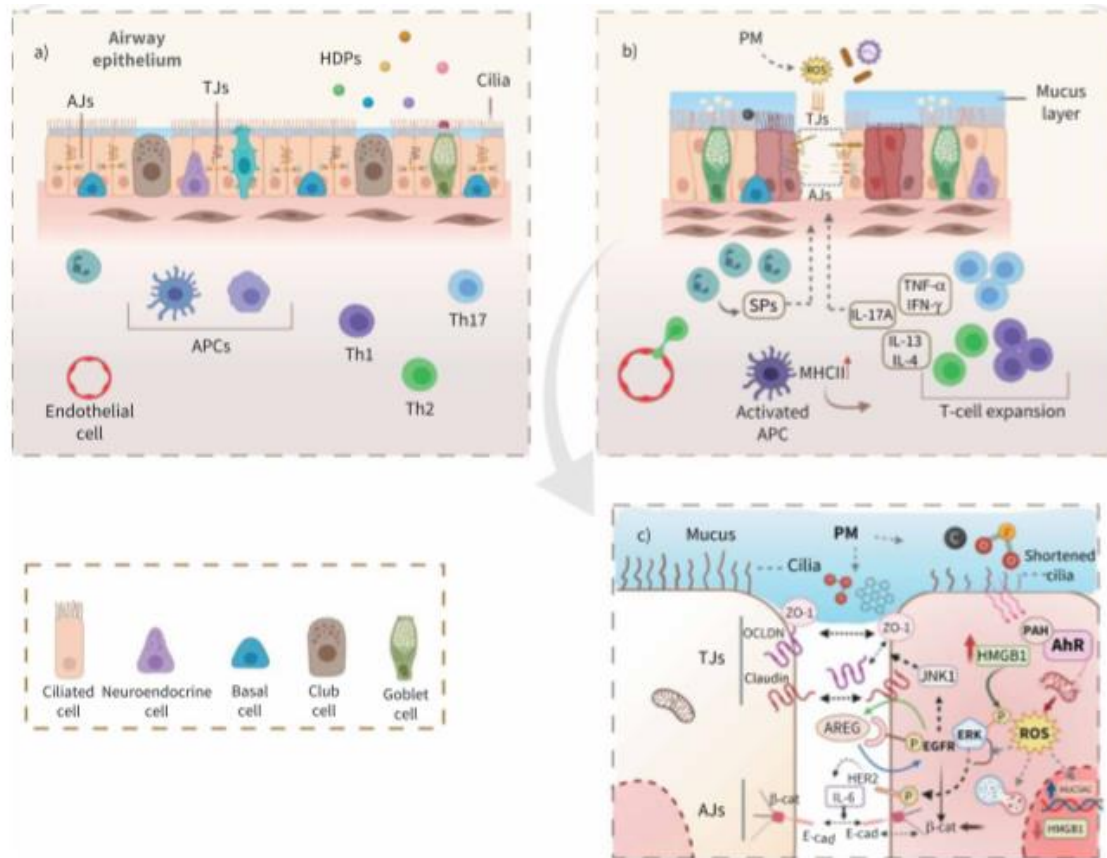 a)
Airway
epithelium
HDPs
Cilia
AJs
TJs
APCs
Th1
Th17
Th2
Endothelial
cell
b)
PM
ROS
Mucus
layer
TJs
AJs
SPs
TNF-α
IFN-γ
IL-17A
IL-13
IL-4
MHCII
Activated
APC
T-cell expansion
Ciliated
cell
Neuroendocrine
cell
Basal
cell
Club
cell
Goblet
cell
c)
Mucus
PM
C
Cilia
Shortened
cilia
ZO-1
ZO-1
OCLDN
TJs
Claudin
PAH
AhR
HMGB1
JNK1
AREG
P
EGFR
ERK
P
ROS
HER2
IL-6
P
β-cat
AJs
E-cad
E-cad
β-cat
MUC5AC
HMGB1